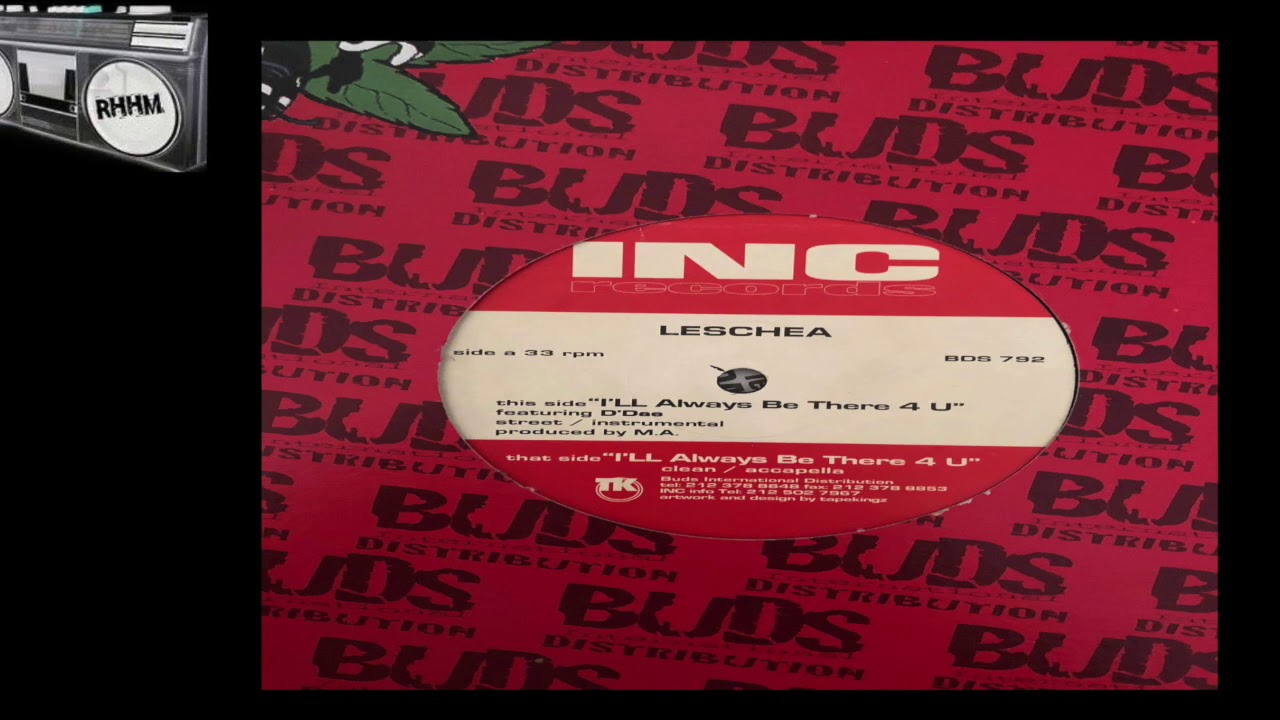 RHHM
BUDS
International
DISTRIBUTION
INC
records
LESCHEA
side a 33 rpm
BDS 792
this side "I'LL Always Be There 4 U"
featuring D'Dae
street / instrumental
produced by M.A.
that side "I'LL Always Be There 4 U"
clean / accapella
TK
Buds International Distribution
tel: 212 378 8848 fax: 212 378 8853
INC info Tel: 212 502 7967
artwork and design by tapekingz